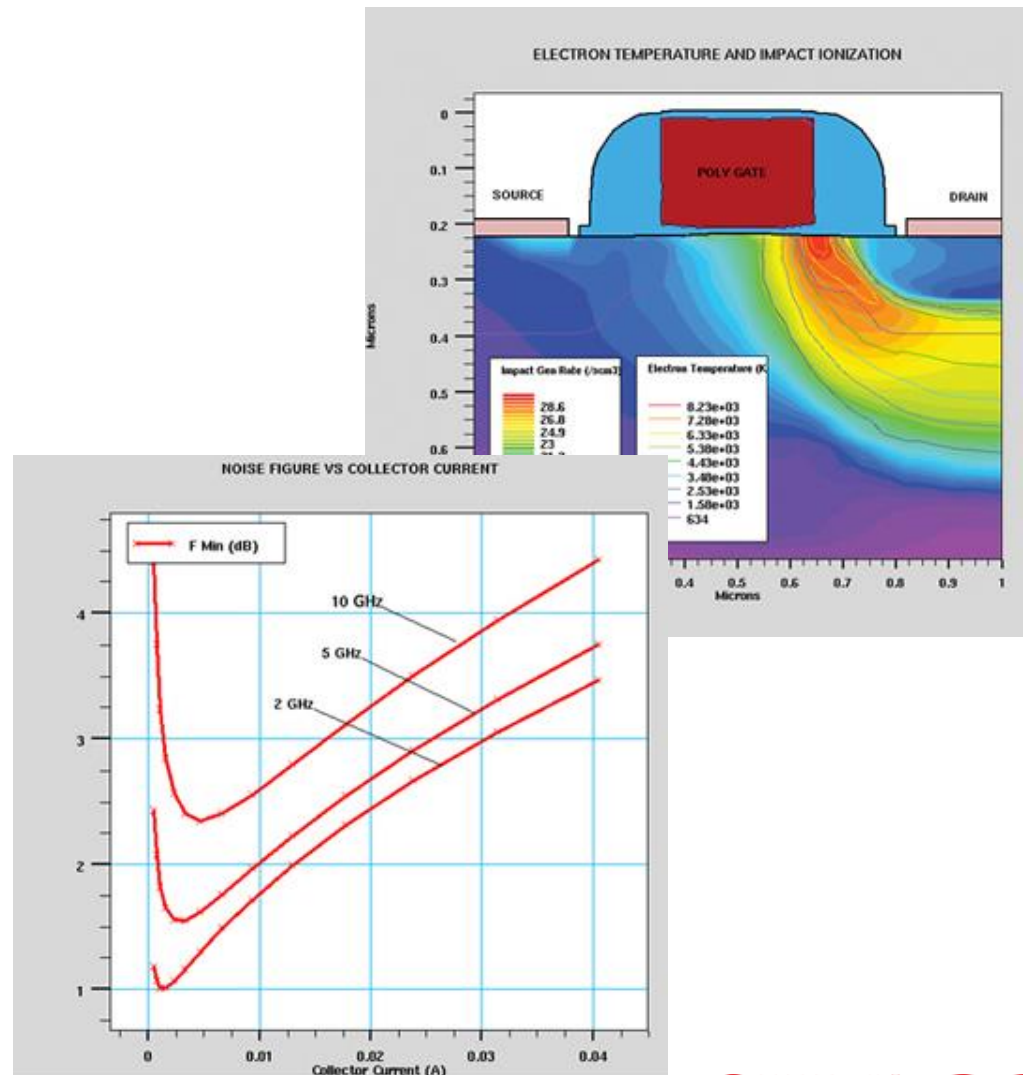 ELECTRON TEMPERATURE AND IMPACT IONIZATION
0
0.1
0.2
0.3
0.4
0.5
0.6
Microns
SOURCE
POLY GATE
DRAIN
Impact Gen Rate (/scm3)
28.6
26.8
24.9
23
Electron Temperature (K
8.23e+03
7.28e+03
6.33e+03
5.38e+03
4.43e+03
3.48e+03
2.53e+03
1.58e+03
634
0.4 0.5 0.6 0.7 0.8 0.9 1
Microns
NOISE FIGURE VS COLLECTOR CURRENT
F Min (dB)
10 GHz
5 GHz
2 GHz
4
3
2
1
0 0.01 0.02 0.03 0.04
Collector Current (A)